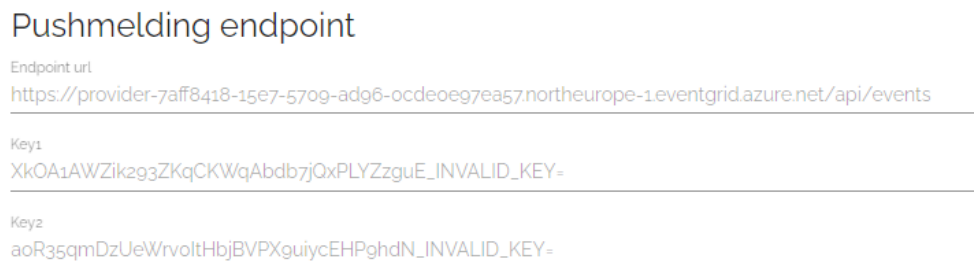 Pushmelding endpoint
Endpoint url
https://provider-7aff8418-15e7-5709-ad96-0cde0e97ea57.northeurope-1.eventgrid.azure.net/api/events
Key1
XkOA1AWZik293ZKqCKWqAbdb7jQxPLYZzguE_INVALID_KEY=
Key2
aoR35qmDzUeWrvoItHbjBVPX9uiycEHP9hdN_INVALID_KEY=